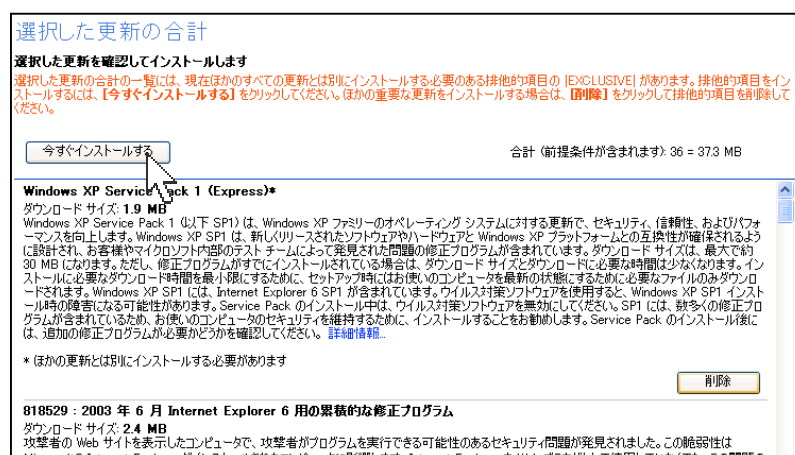 選択した更新の合計
選択した更新を確認してインストールします
選択した更新の合計の一覧には、現在ほかのすべての更新とは別にインストールする必要のある排他的項目の |EXCLUSIVE| があります。排他的項目をイン
ストールするには、【今すぐインストールする】 をクリックしてください。ほかの重要な更新をインストールする場合は、【削除】 をクリックして排他的項目を削除して
ください。
今すぐインストールする
合計 (前提条件が含まれます): 36 = 37.3 MB
Windows XP Service Pack 1 (Express)*
ダウンロード サイズ: 1.9 MB
Windows XP Service Pack 1 (以下 SP1) は、Windows XP ファミリーのオペレーティング システムに対する更新で、セキュリティ、信頼性、およびパフォ
ーマンスを向上します。Windows XP SP1 は、新しくリリースされたソフトウェアやハードウェアと Windows XP プラットフォームとの互換性が確保されるよう
に設計され、お客様やマイクロソフト内部のテスト チームによって発見された問題の修正プログラムが含まれています。ダウンロード サイズは、最大で約
30 MB になります。ただし、修正プログラムがすでにインストールされている場合は、ダウンロード サイズとダウンロードに必要な時間は少なくなります。イン
ストールに必要なダウンロード時間を最小限にするために、セットアップ時にはお使いのコンピュータを最新の状態にするために必要なファイルのみダウンロ
ードされます。Windows XP SP1 には、Internet Explorer 6 SP1 が含まれています。ウイルス対策ソフトウェアを使用すると、Windows XP SP1 インスト
ール時の障害になる可能性があります。Service Pack のインストール中は、ウイルス対策ソフトウェアを無効にしてください。SP1 には、数多くの修正プロ
グラムが含まれているため、お使いのコンピュータのセキュリティを維持するために、インストールすることをお勧めします。Service Pack のインストール後に
は、追加の修正プログラムが必要かどうかを確認してください。 詳細情報...
* ほかの更新とは別にインストールする必要があります
削除
818529 : 2003 年 6 月 Internet Explorer 6 用の累積的な修正プログラム
ダウンロード サイズ: 2.4 MB
攻撃者の Web サイトを表示したコンピュータで、攻撃者がプログラムを実行できる可能性のあるセキュリティ問題が発見されました。この脆弱性は